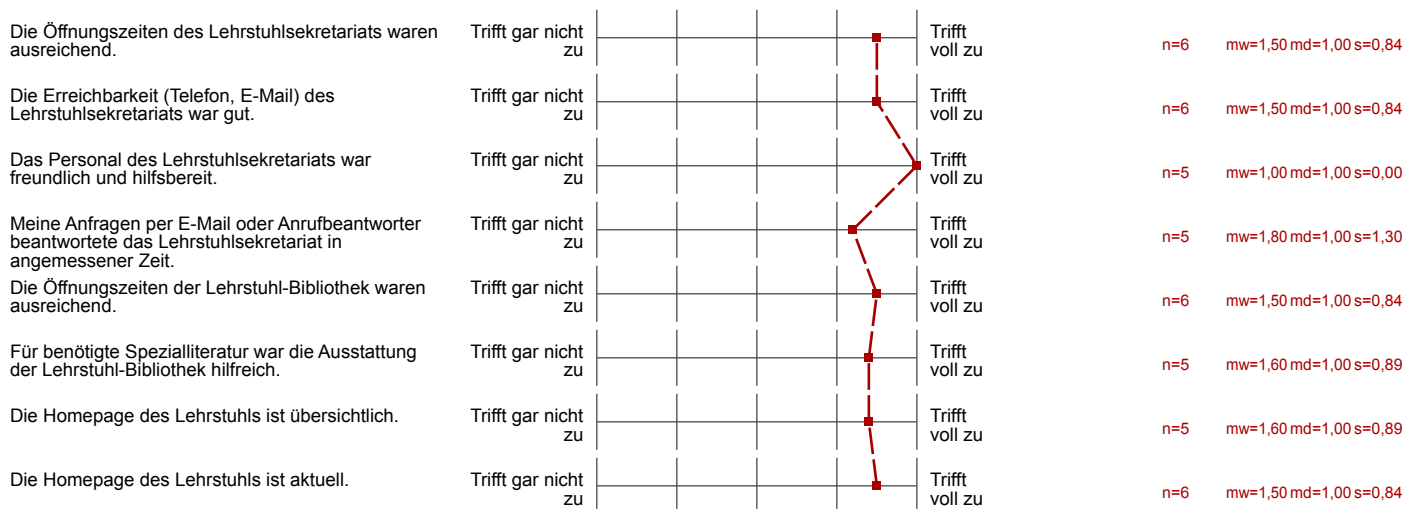 Die Öffnungszeiten des Lehrstuhlsekretariats waren
ausreichend.
Trifft gar nicht
zu
Trifft
voll zu
n=6
mw=1,50 md=1,00 s=0,84
Die Erreichbarkeit (Telefon, E-Mail) des
Lehrstuhlsekretariats war gut.
Trifft gar nicht
zu
Trifft
voll zu
n=6
mw=1,50 md=1,00 s=0,84
Das Personal des Lehrstuhlsekretariats war
freundlich und hilfsbereit.
Trifft gar nicht
zu
Trifft
voll zu
n=5
mw=1,00 md=1,00 s=0,00
Meine Anfragen per E-Mail oder Anrufbeantworter
beantwortete das Lehrstuhlsekretariat in
angemessener Zeit.
Trifft gar nicht
zu
Trifft
voll zu
n=5
mw=1,80 md=1,00 s=1,30
Die Öffnungszeiten der Lehrstuhl-Bibliothek waren
ausreichend.
Trifft gar nicht
zu
Trifft
voll zu
n=6
mw=1,50 md=1,00 s=0,84
Für benötigte Spezialliteratur war die Ausstattung
der Lehrstuhl-Bibliothek hilfreich.
Trifft gar nicht
zu
Trifft
voll zu
n=5
mw=1,60 md=1,00 s=0,89
Die Homepage des Lehrstuhls ist übersichtlich.
Trifft gar nicht
zu
Trifft
voll zu
n=5
mw=1,60 md=1,00 s=0,89
Die Homepage des Lehrstuhls ist aktuell.
Trifft gar nicht
zu
Trifft
voll zu
n=6
mw=1,50 md=1,00 s=0,84